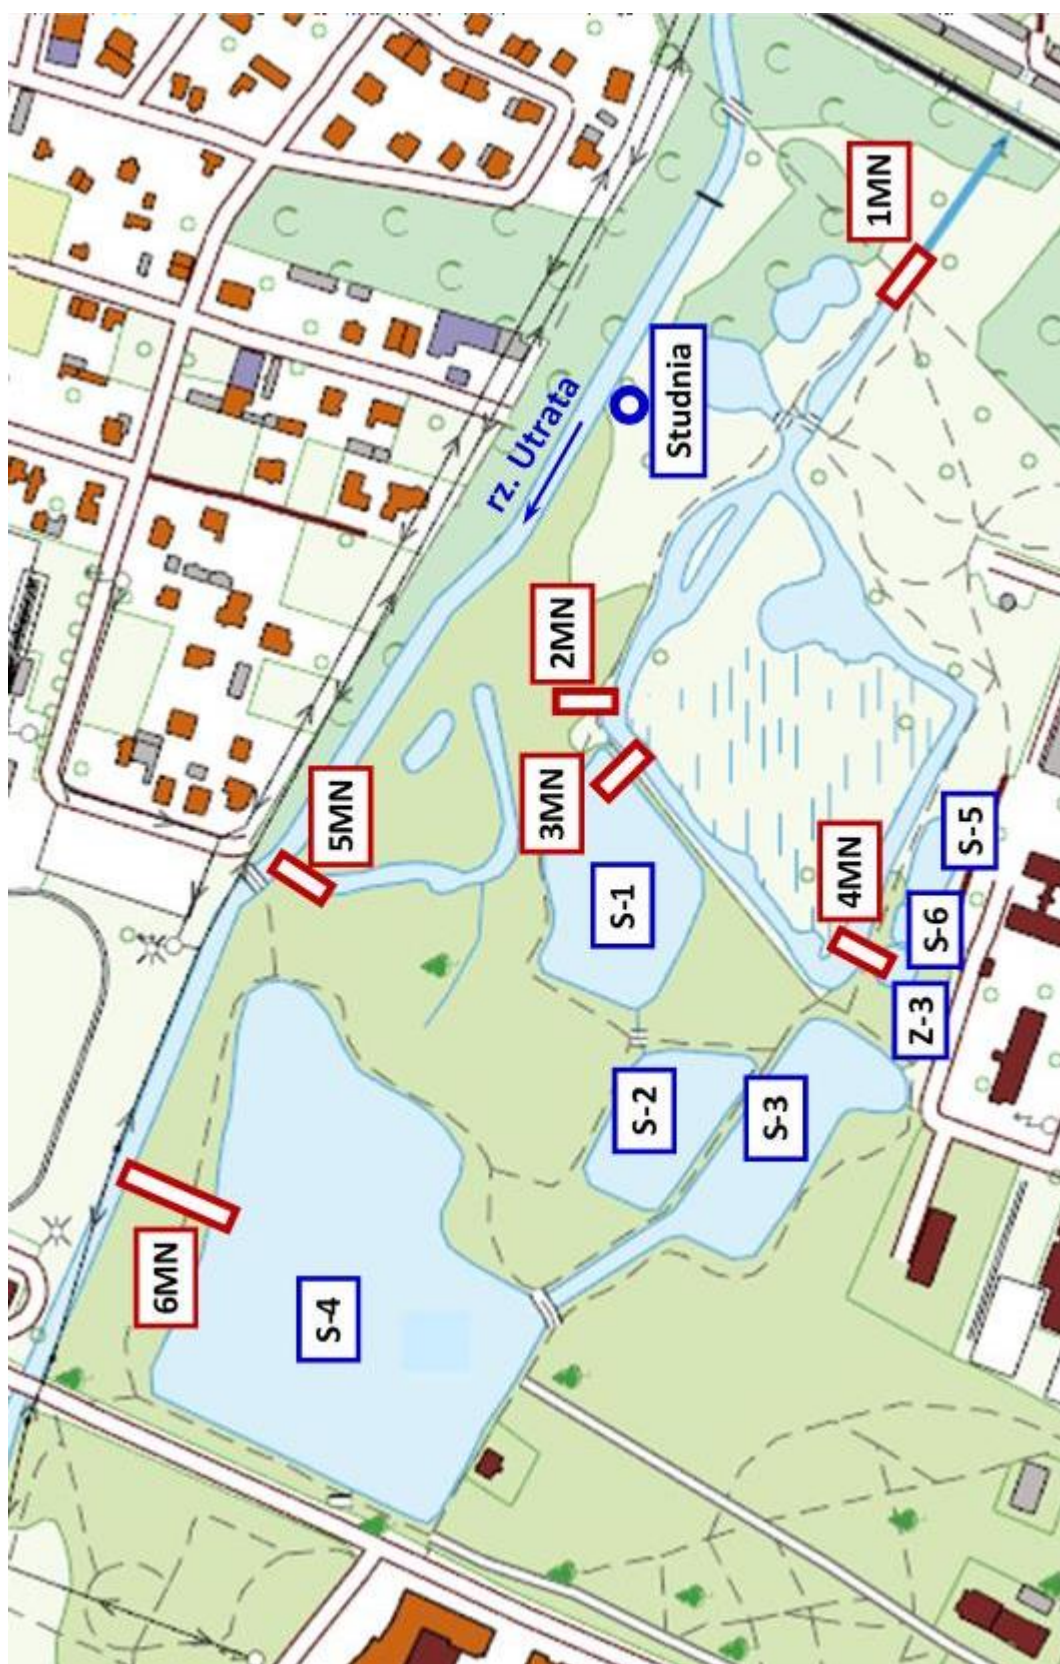 1MN
Studnia
rz. Utrata
2MN
3MN
5MN
4MN
S-5
S-1
S-6
Z-3
S-2
S-3
6MN
S-4